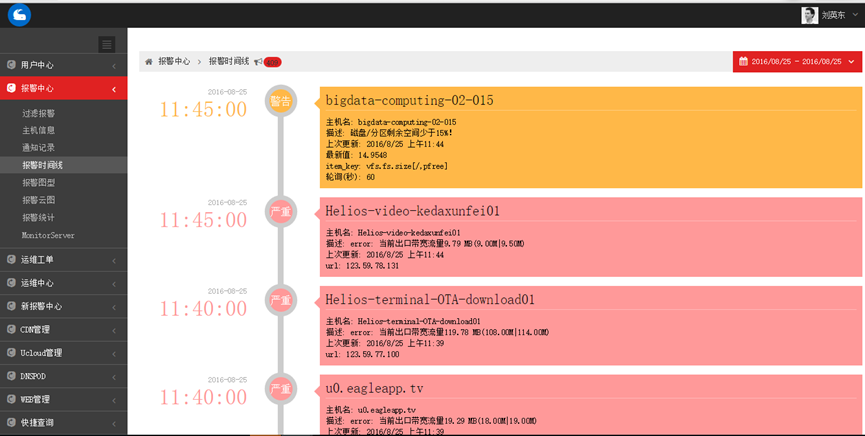 刘英东
用户中心
报警中心
过滤报警
主机信息
通知记录
报警时间线
报警图型
报警云图
报警统计
MonitorServer
运维工单
运维中心
新报警中心
CDN管理
Ucloud管理
DNSPOD
WEB管理
快捷查询
报警中心 > 报警时间线 409
2016/08/25 - 2016/08/25
2016-08-25
11:45:00
警告
bigdata-computing-02-015
主机名: bigdata-computing-02-015
描述: 磁盘/分区剩余空间少于15%!
上次更新: 2016/8/25 上午11:44
最新值: 14.9548
item_key: vfs.fs.size[/,pfree]
轮询(秒): 60
2016-08-25
11:45:00
严重
Helios-video-kedaxunfei01
主机名: Helios-video-kedaxunfei01
描述: error: 当前出口带宽流量9.79 MB(9.00M|9.50M)
上次更新: 2016/8/25 上午11:44
url: 123.59.78.131
2016-08-25
11:40:00
严重
Helios-terminal-OTA-download01
主机名: Helios-terminal-OTA-download01
描述: error: 当前出口带宽流量119.78 MB(108.00M|114.00M)
上次更新: 2016/8/25 上午11:39
url: 123.59.77.100
2016-08-25
11:40:00
严重
u0.eagleapp.tv
主机名: u0.eagleapp.tv
描述: error: 当前出口带宽流量19.29 MB(18.00M|19.00M)
上次更新: 2016/8/25 上午11:39